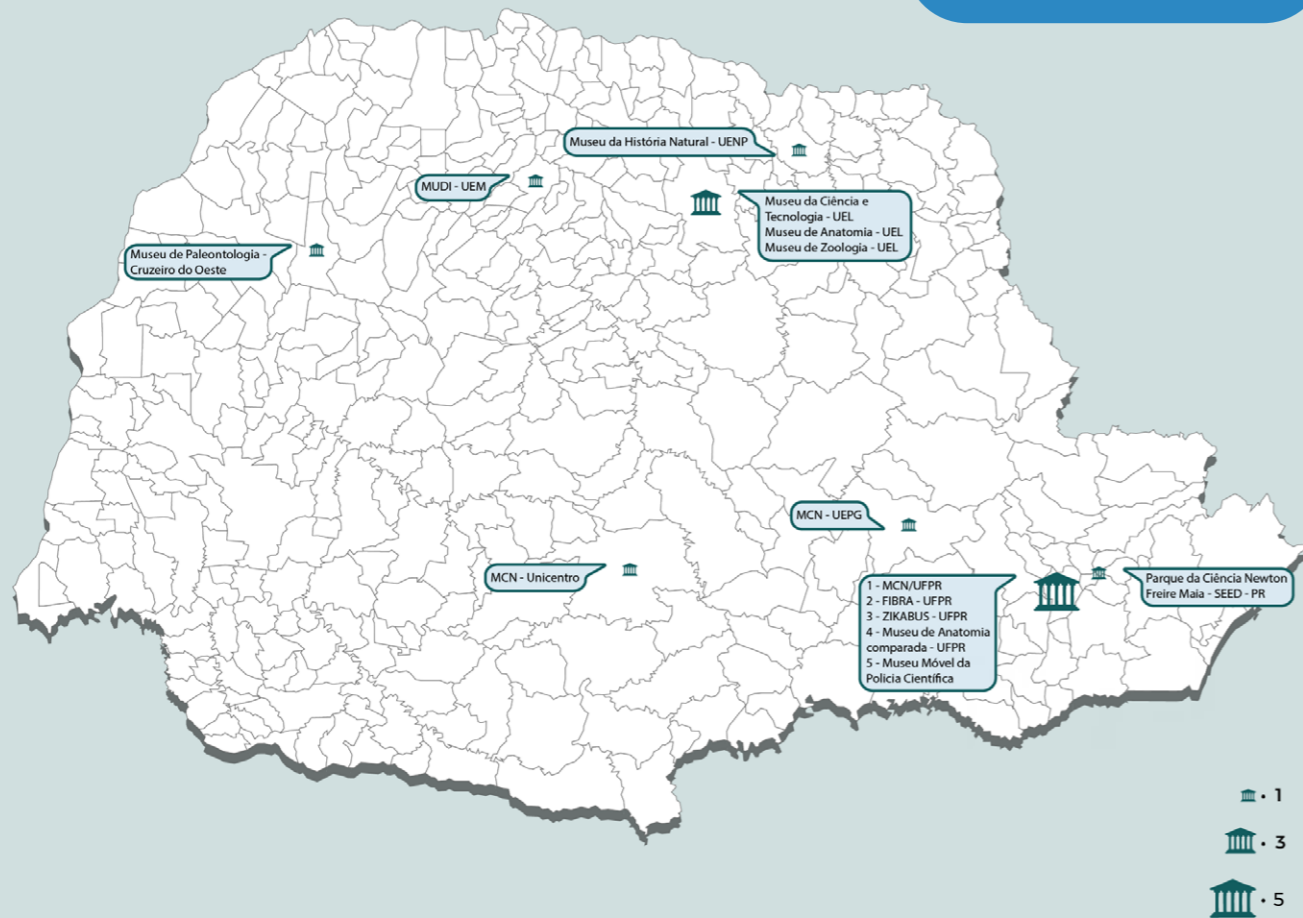 Museu da História Natural - UENP
MUDI - UEM
Museu da Ciência e
Tecnologia - UEL
Museu de Anatomia - UEL
Museu de Zoologia - UEL
Museu de Paleontologia -
Cruzeiro do Oeste
MCN - UEPG
MCN - Unicentro
1 - MCN/UFPR
2 - FIBRA - UFPR
3 - ZIKABUS - UFPR
4 - Museu de Anatomia
comparada - UFPR
5 - Museu Móvel da
Policia Científica
Parque da Ciência Newton
Freire Maia - SEED - PR
· 1
· 3
· 5